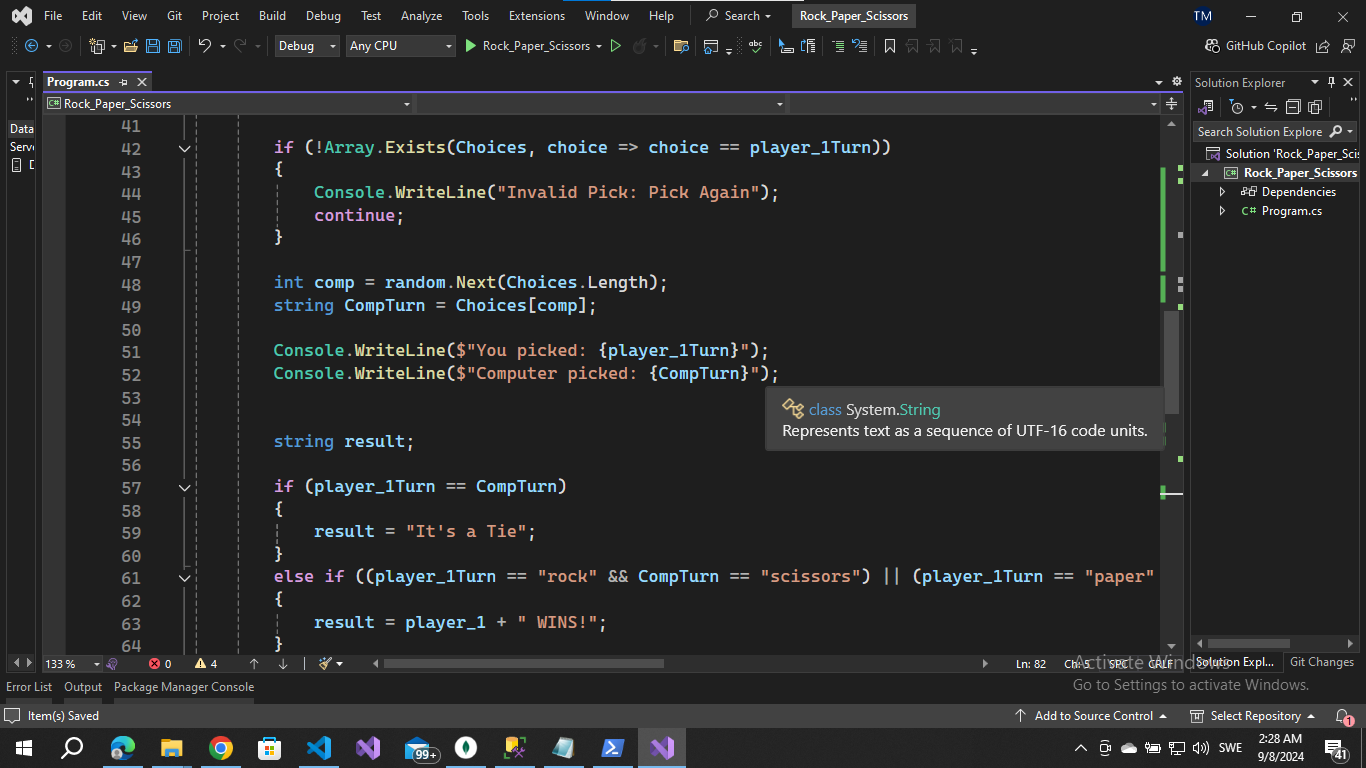 File Edit View Git Project Build Debug Test Analyze Tools Extensions Window Help Search Rock_Paper_Scissors TM
Debug Any CPU Rock_Paper_Scissors GitHub Copilot
Program.cs Solution Explorer
Rock_Paper_Scissors
Data
Search Solution Explore
Serv
Solution 'Rock_Paper_Sci
Rock_Paper_Scissors
Dependencies
Program.cs
41
42 if (!Array.Exists(Choices, choice => choice == player_1Turn))
43 {
44 Console.WriteLine("Invalid Pick: Pick Again");
45 continue;
46 }
47
48 int comp = random.Next(Choices.Length);
49 string CompTurn = Choices[comp];
50
51 Console.WriteLine($"You picked: {player_1Turn}");
52 Console.WriteLine($"Computer picked: {CompTurn}");
53
class System.String
Represents text as a sequence of UTF-16 code units.
54
55 string result;
56
57 if (player_1Turn == CompTurn)
58 {
59 result = "It's a Tie";
60 }
61 else if ((player_1Turn == "rock" && CompTurn == "scissors") || (player_1Turn == "paper"
62 {
63 result = player_1 + " WINS!";
64 }
133 % 0 4 Ln: 82 Ch: 5 SPC CRLF
Solution Expl... Git Changes
Activate Windows
Go to Settings to activate Windows.
Error List Output Package Manager Console
Item(s) Saved Add to Source Control Select Repository 1
99+ SWE 2:28 AM
9/8/2024 41